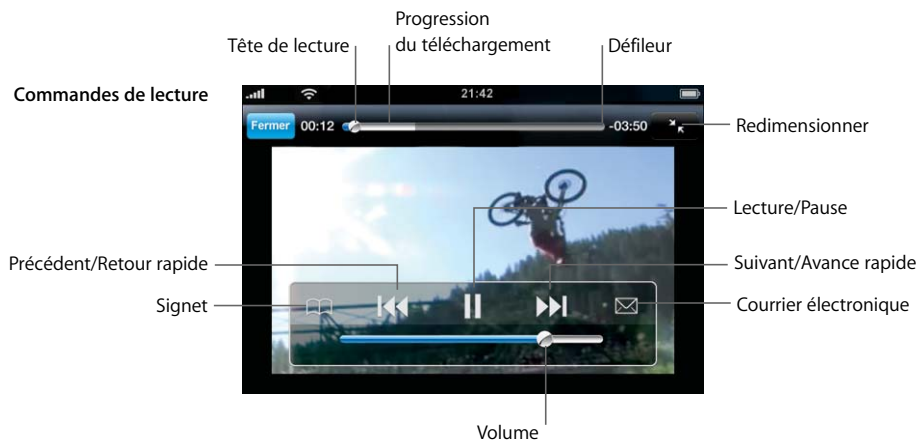 Progression
du téléchargement
Tête de lecture
Défileur
Commandes de lecture
21:42
Fermer 00:12 -03:50
Redimensionner
Lecture/Pause
Précédent/Retour rapide
Suivant/Avance rapide
Signet
Courrier électronique
Volume